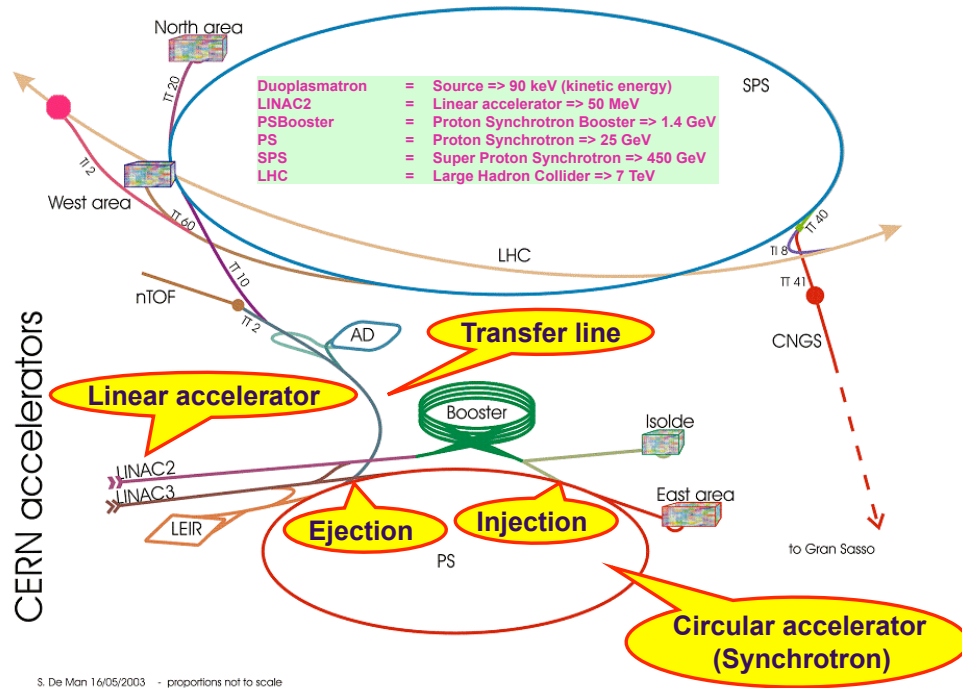 North area
SPS
TT 20
Duoplasmatron = Source => 90 keV (kinetic energy)
LINAC2 = Linear accelerator => 50 MeV
PSBooster = Proton Synchrotron Booster => 1.4 GeV
PS = Proton Synchrotron => 25 GeV
SPS = Super Proton Synchrotron => 450 GeV
LHC = Large Hadron Collider => 7 TeV
TI 2
West area
TT 60
TT 40
TI 8
LHC
TT 10
TT 41
nTOF
TT 2
AD
Transfer line
CNGS
Linear accelerator
Booster
Isolde
LINAC2
LINAC3
East area
LEIR
Ejection
Injection
PS
to Gran Sasso
Circular accelerator
(Synchrotron)
CERN accelerators
S. De Man 16/05/2003 - proportions not to scale